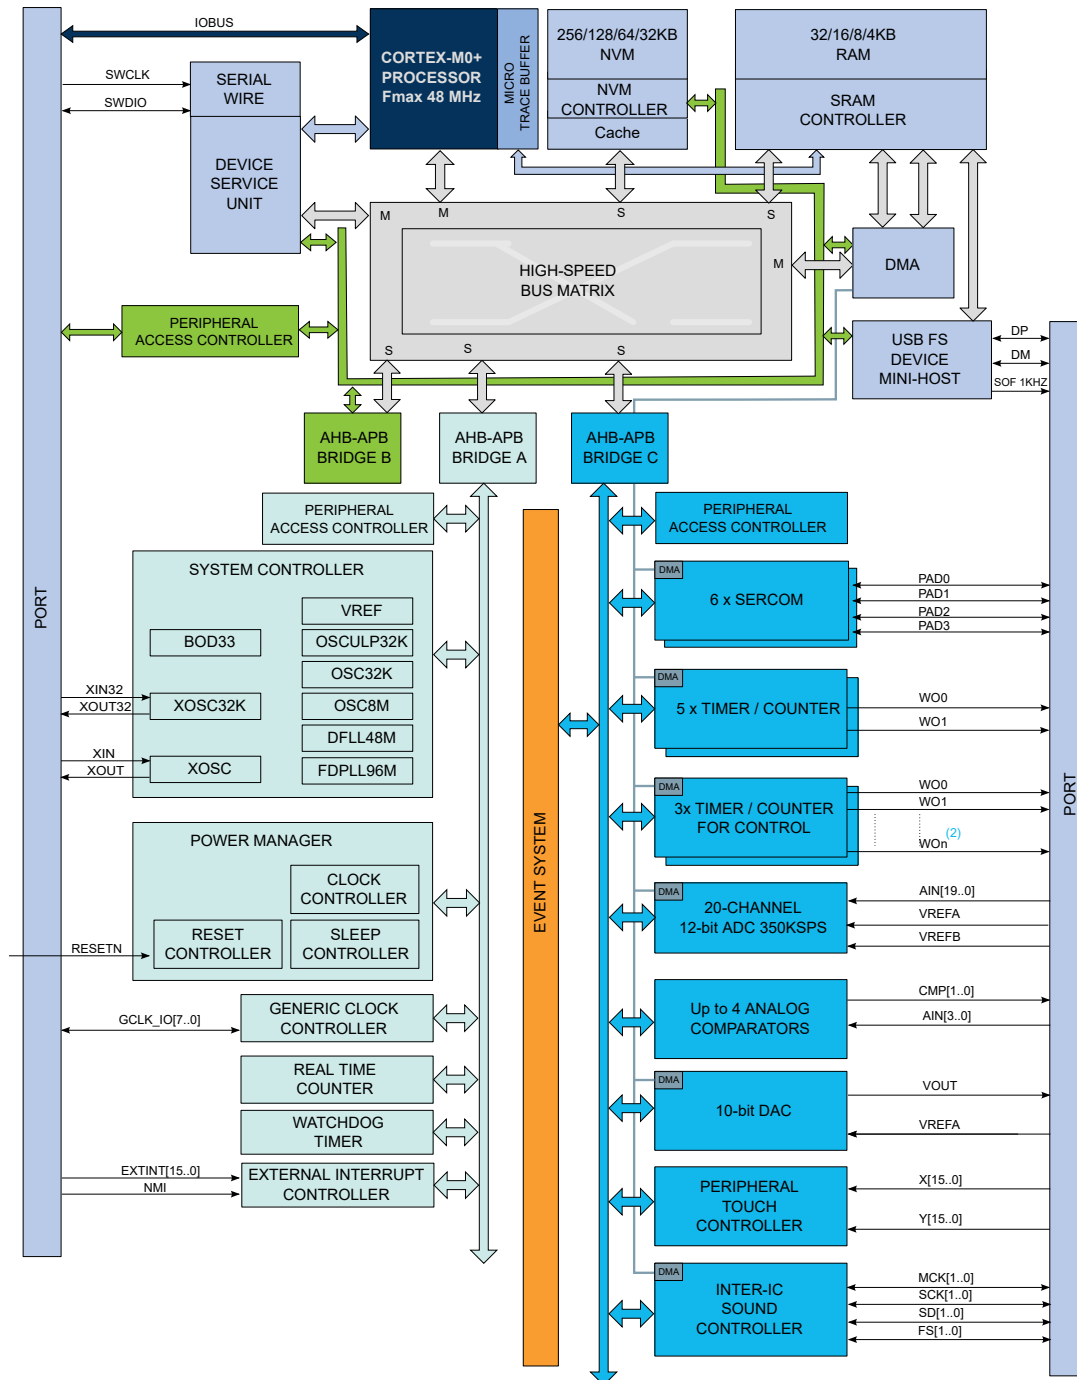 IOBUS
SWCLK
SWDIO
SERIAL
WIRE
DEVICE
SERVICE
UNIT
CORTEX-M0+
PROCESSOR
Fmax 48 MHz
MICRO
TRACE BUFFER
256/128/64/32KB
NVM
NVM
CONTROLLER
Cache
32/16/8/4KB
RAM
SRAM
CONTROLLER
M
M
S
S
M
HIGH-SPEED
BUS MATRIX
S
S
S
DMA
PERIPHERAL
ACCESS CONTROLLER
USB FS
DEVICE
MINI-HOST
DP
DM
SOF 1KHZ
AHB-APB
BRIDGE B
AHB-APB
BRIDGE A
AHB-APB
BRIDGE C
PORT
PERIPHERAL
ACCESS CONTROLLER
SYSTEM CONTROLLER
VREF
BOD33
OSCULP32K
OSC32K
XOSC32K
OSC8M
DFLL48M
XOSC
FDPLL96M
XIN32
XOUT32
XIN
XOUT
POWER MANAGER
CLOCK
CONTROLLER
RESET
CONTROLLER
SLEEP
CONTROLLER
RESETN
GCLK_IO[7..0]
GENERIC CLOCK
CONTROLLER
REAL TIME
COUNTER
WATCHDOG
TIMER
EXTINT[15..0]
NMI
EXTERNAL INTERRUPT
CONTROLLER
EVENT SYSTEM
PERIPHERAL
ACCESS CONTROLLER
DMA
6 x SERCOM
PAD0
PAD1
PAD2
PAD3
DMA
5 x TIMER / COUNTER
WO0
WO1
DMA
3x TIMER / COUNTER
FOR CONTROL
WO0
WO1
(2)
WOn
DMA
20-CHANNEL
12-bit ADC 350KSPS
AIN[19..0]
VREFA
VREFB
Up to 4 ANALOG
COMPARATORS
CMP[1..0]
AIN[3..0]
DMA
10-bit DAC
VOUT
VREFA
PERIPHERAL
TOUCH
CONTROLLER
X[15..0]
Y[15..0]
DMA
INTER-IC
SOUND
CONTROLLER
MCK[1..0]
SCK[1..0]
SD[1..0]
FS[1..0]
PORT